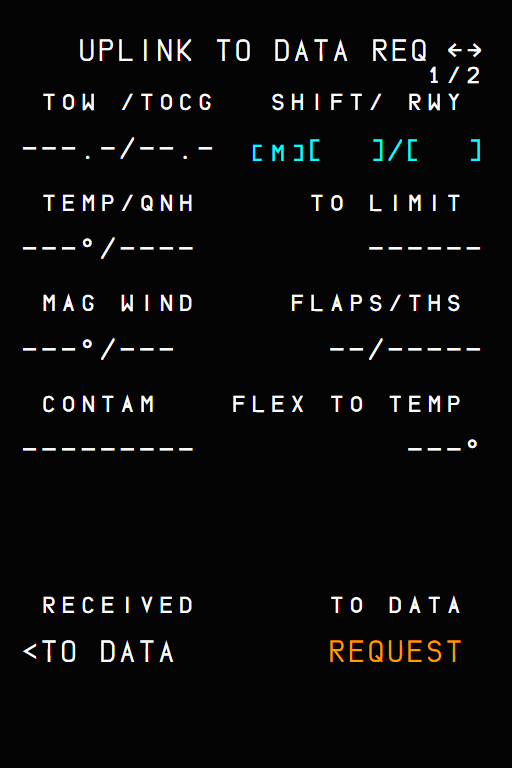 UPLINK TO DATA REQ ←→
1/2
TOW /TOCG SHIFT/ RWY
---.-/--.- [M][ ]/[ ]
TEMP/QNH TO LIMIT
---°/---- ------
MAG WIND FLAPS/THS
---°/--- --/-----
CONTAM FLEX TO TEMP
--------- ---°
RECEIVED TO DATA
<TO DATA REQUEST